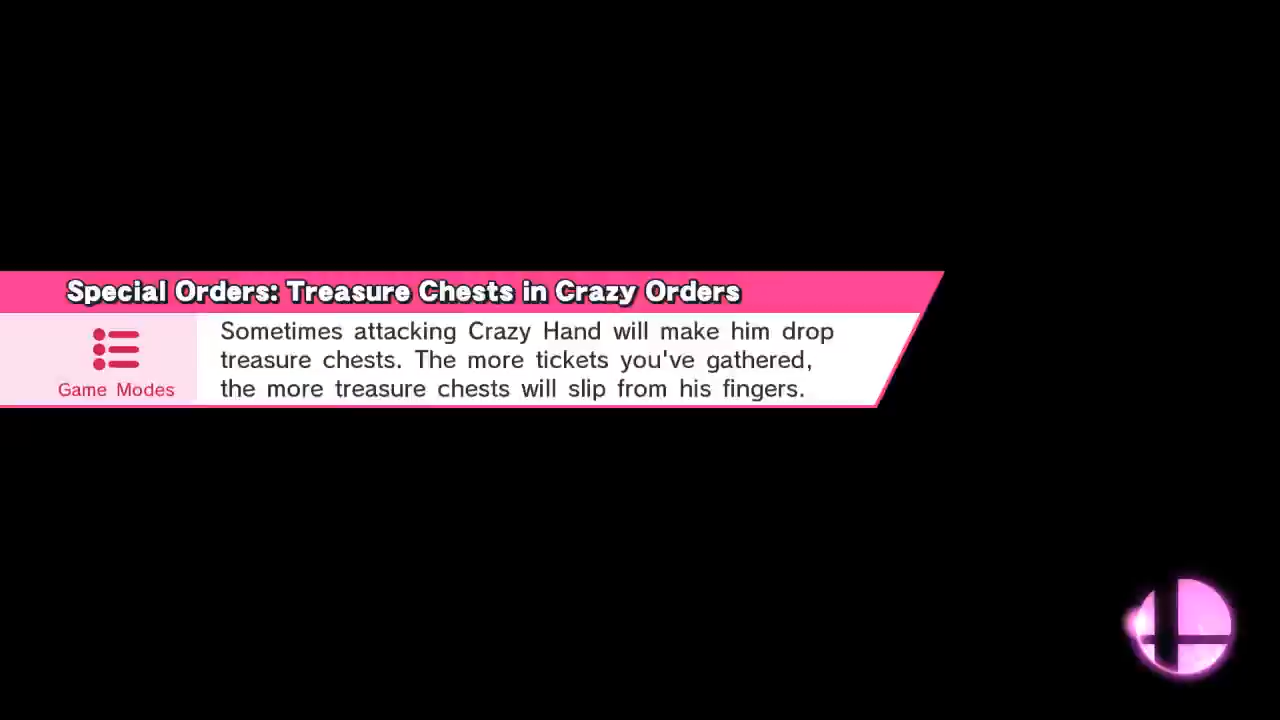 Special Orders: Treasure Chests in Crazy Orders
Sometimes attacking Crazy Hand will make him drop
treasure chests. The more tickets you've gathered,
the more treasure chests will slip from his fingers.
Game Modes